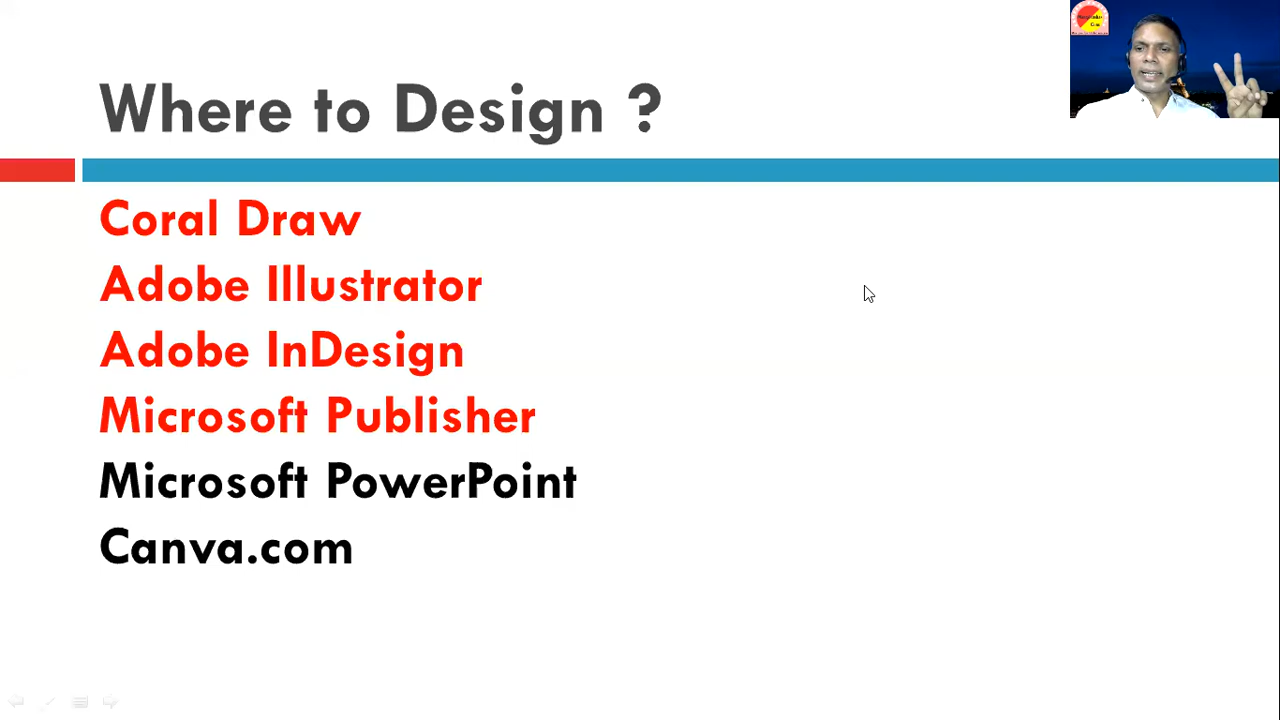 Where to Design ?
Coral Draw
Adobe Illustrator
Adobe InDesign
Microsoft Publisher
Microsoft PowerPoint
Canva.com